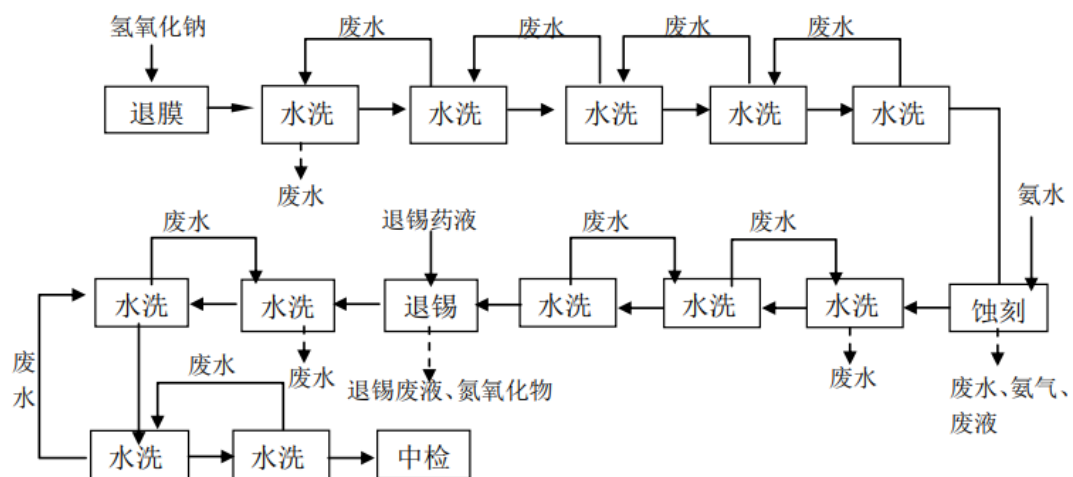 氢氧化钠
废水
废水
废水
废水
退膜
水洗
水洗
水洗
水洗
水洗
废水
氨水
废水
退锡药液
废水
废水
水洗
水洗
退锡
水洗
水洗
水洗
蚀刻
废
水
废水
废水
退锡废液、氮氧化物
废水
废水、氨气、
废液
水洗
水洗
中检